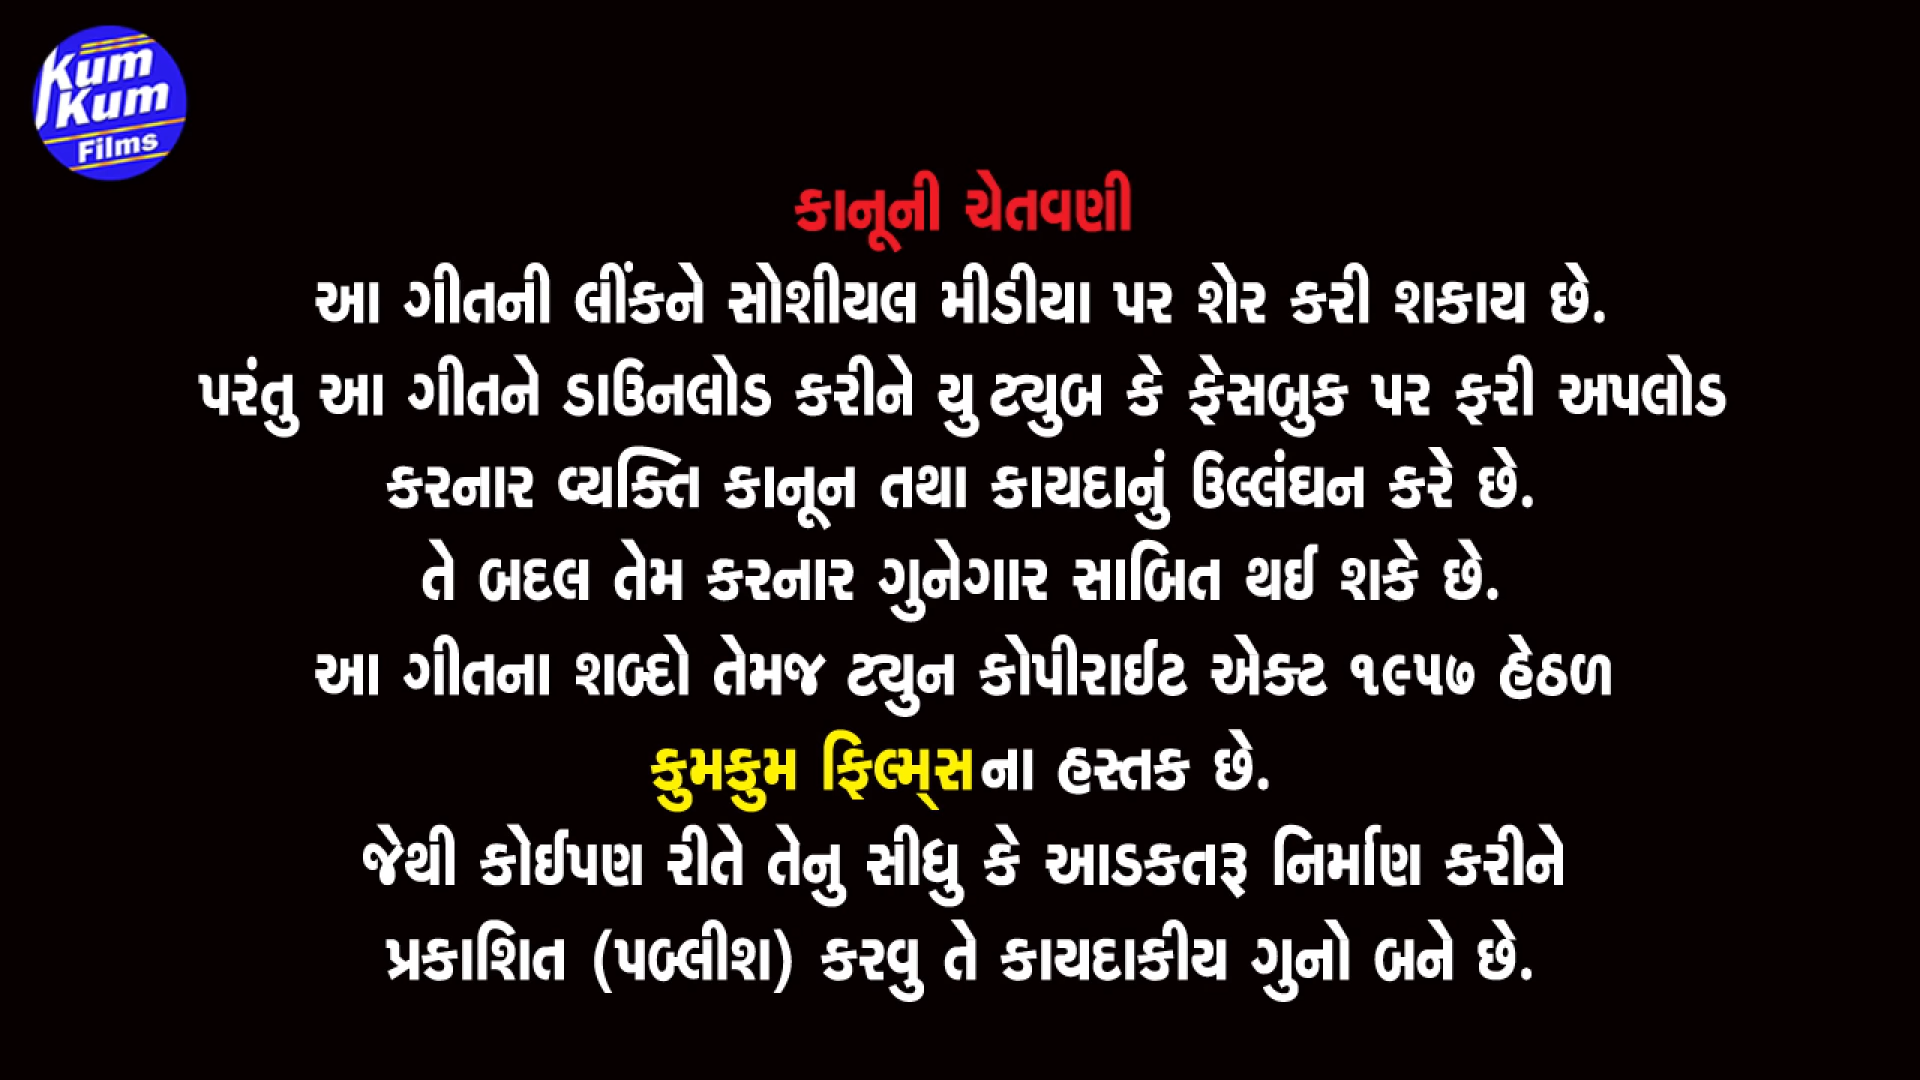 Kum
Kum
Films
કાનૂની ચેતવણી
આ ગીતની લીંકને સોશીયલ મીડીયા પર શેર કરી શકાય છે.
પરંતુ આ ગીતને ડાઉનલોડ કરીને યુ ટ્યુબ કે ફેસબુક પર ફરી અપલોડ
કરનાર વ્યક્તિ કાનૂન તથા કાયદાનું ઉલ્લંઘન કરે છે.
તે બદલ તેમ કરનાર ગુનેગાર સાબિત થઈ શકે છે.
આ ગીતના શબ્દો તેમજ ટ્યુન કોપીરાઈટ એક્ટ ૧૯૫૭ હેઠળ
કુમકુમ ફિલ્મ્સના હસ્તક છે.
જેથી કોઈપણ રીતે તેનુ સીધુ કે આડકતરૂ નિર્માણ કરીને
પ્રકાશિત (પબ્લીશ) કરવુ તે કાયદાકીય ગુનો બને છે.